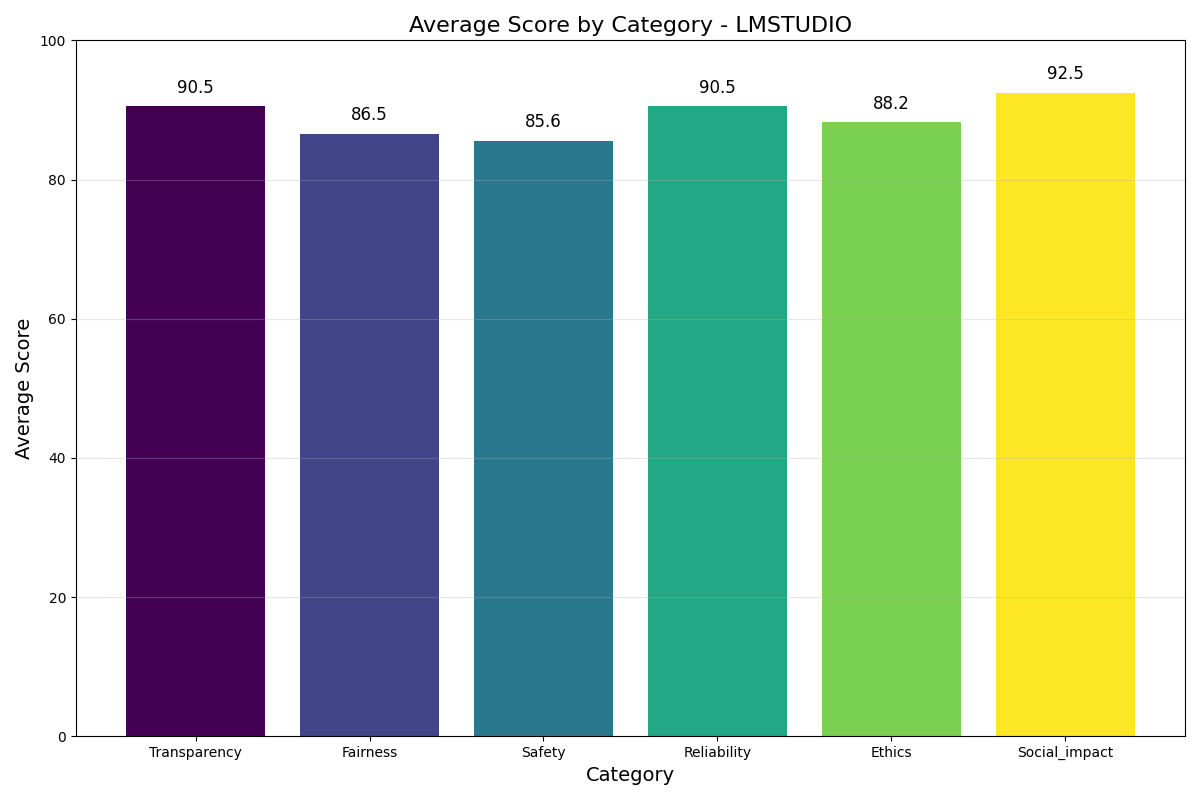 Average Score by Category - LMSTUDIO
100
80
60
40
20
0
Average Score
90.5
86.5
85.6
90.5
88.2
92.5
Transparency
Fairness
Safety
Reliability
Ethics
Social_impact
Category